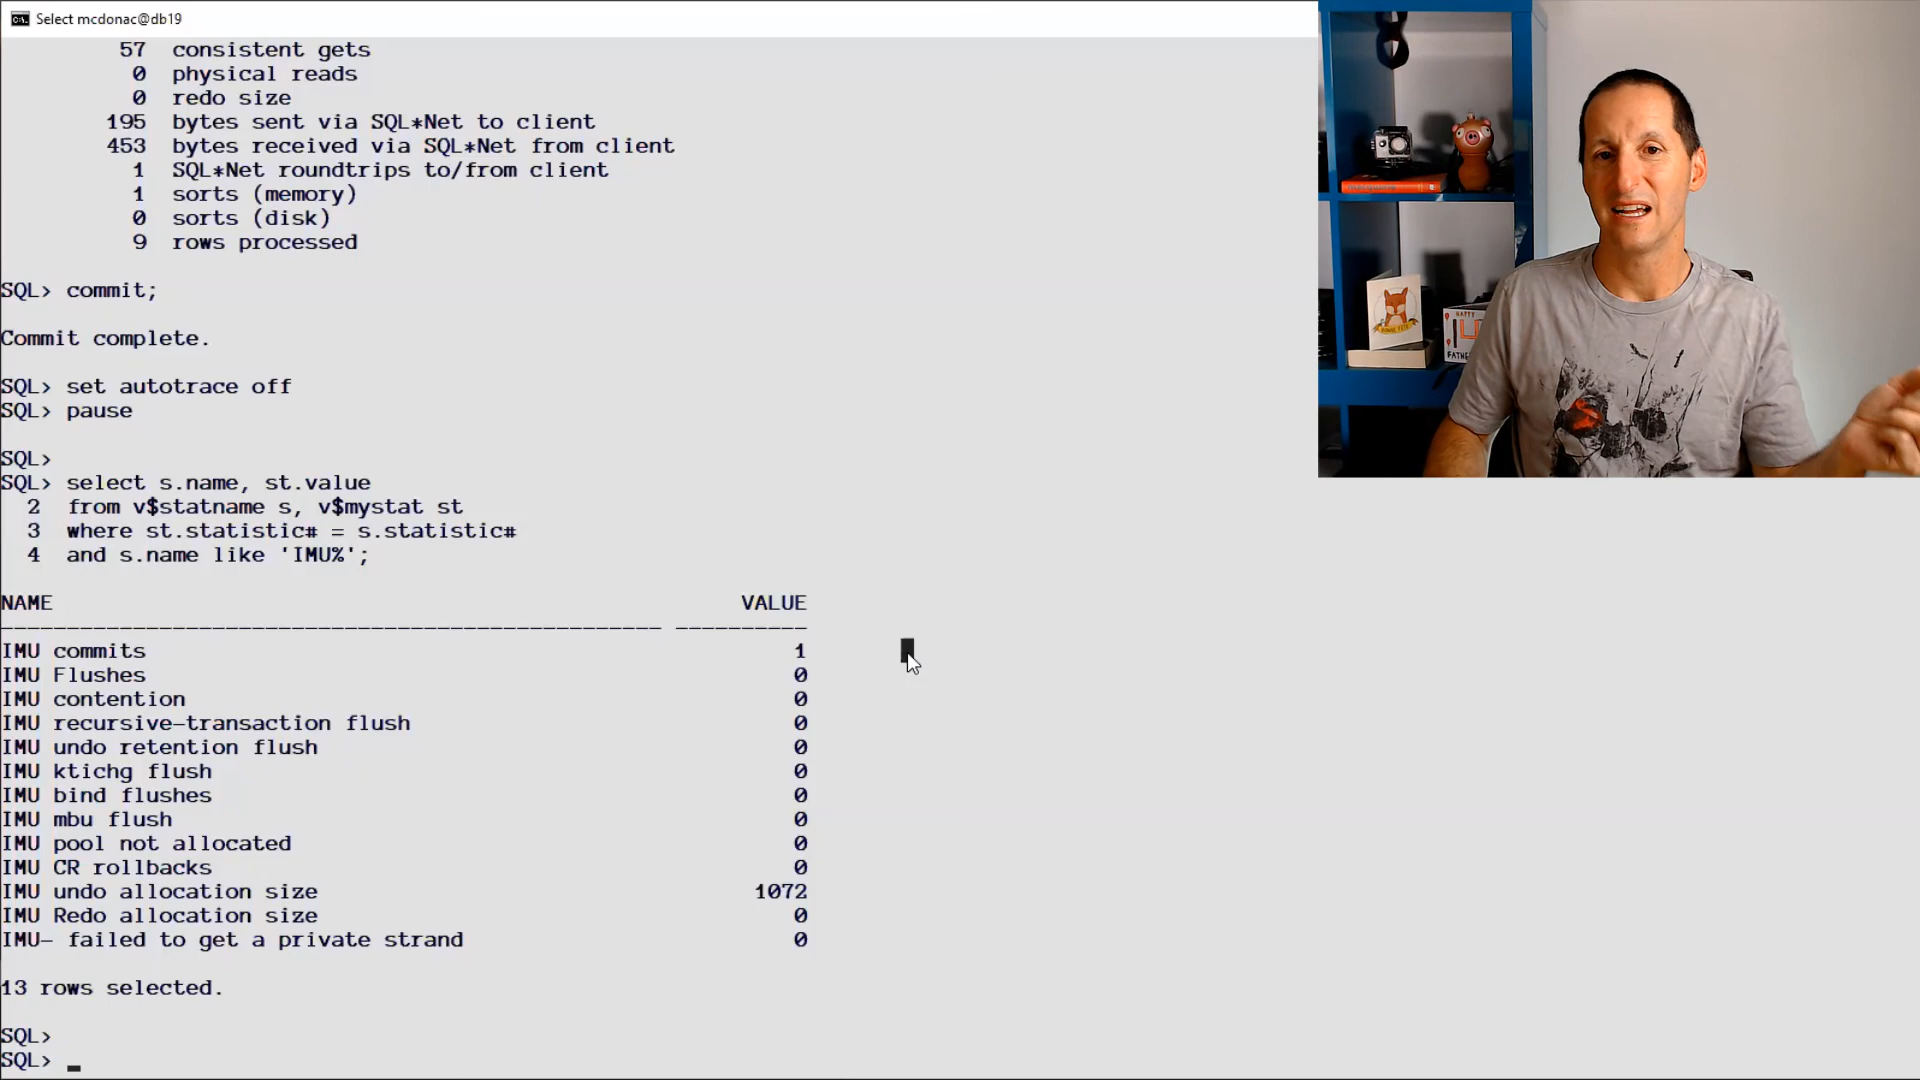 Select mcdonac@db19
57 consistent gets
0 physical reads
0 redo size
195 bytes sent via SQL*Net to client
453 bytes received via SQL*Net from client
1 SQL*Net roundtrips to/from client
1 sorts (memory)
0 sorts (disk)
9 rows processed
SQL> commit;
Commit complete.
SQL> set autotrace off
SQL> pause
SQL>
SQL> select s.name, st.value
2 from v$statname s, v$mystat st
3 where st.statistic# = s.statistic#
4 and s.name like 'IMU%';
NAME VALUE
-------------------------------------------------- ----------
IMU commits 1
IMU Flushes 0
IMU contention 0
IMU recursive-transaction flush 0
IMU undo retention flush 0
IMU ktichg flush 0
IMU bind flushes 0
IMU mbu flush 0
IMU pool not allocated 0
IMU CR rollbacks 0
IMU undo allocation size 1072
IMU Redo allocation size 0
IMU- failed to get a private strand 0
13 rows selected.
SQL>
SQL>
HAPPY